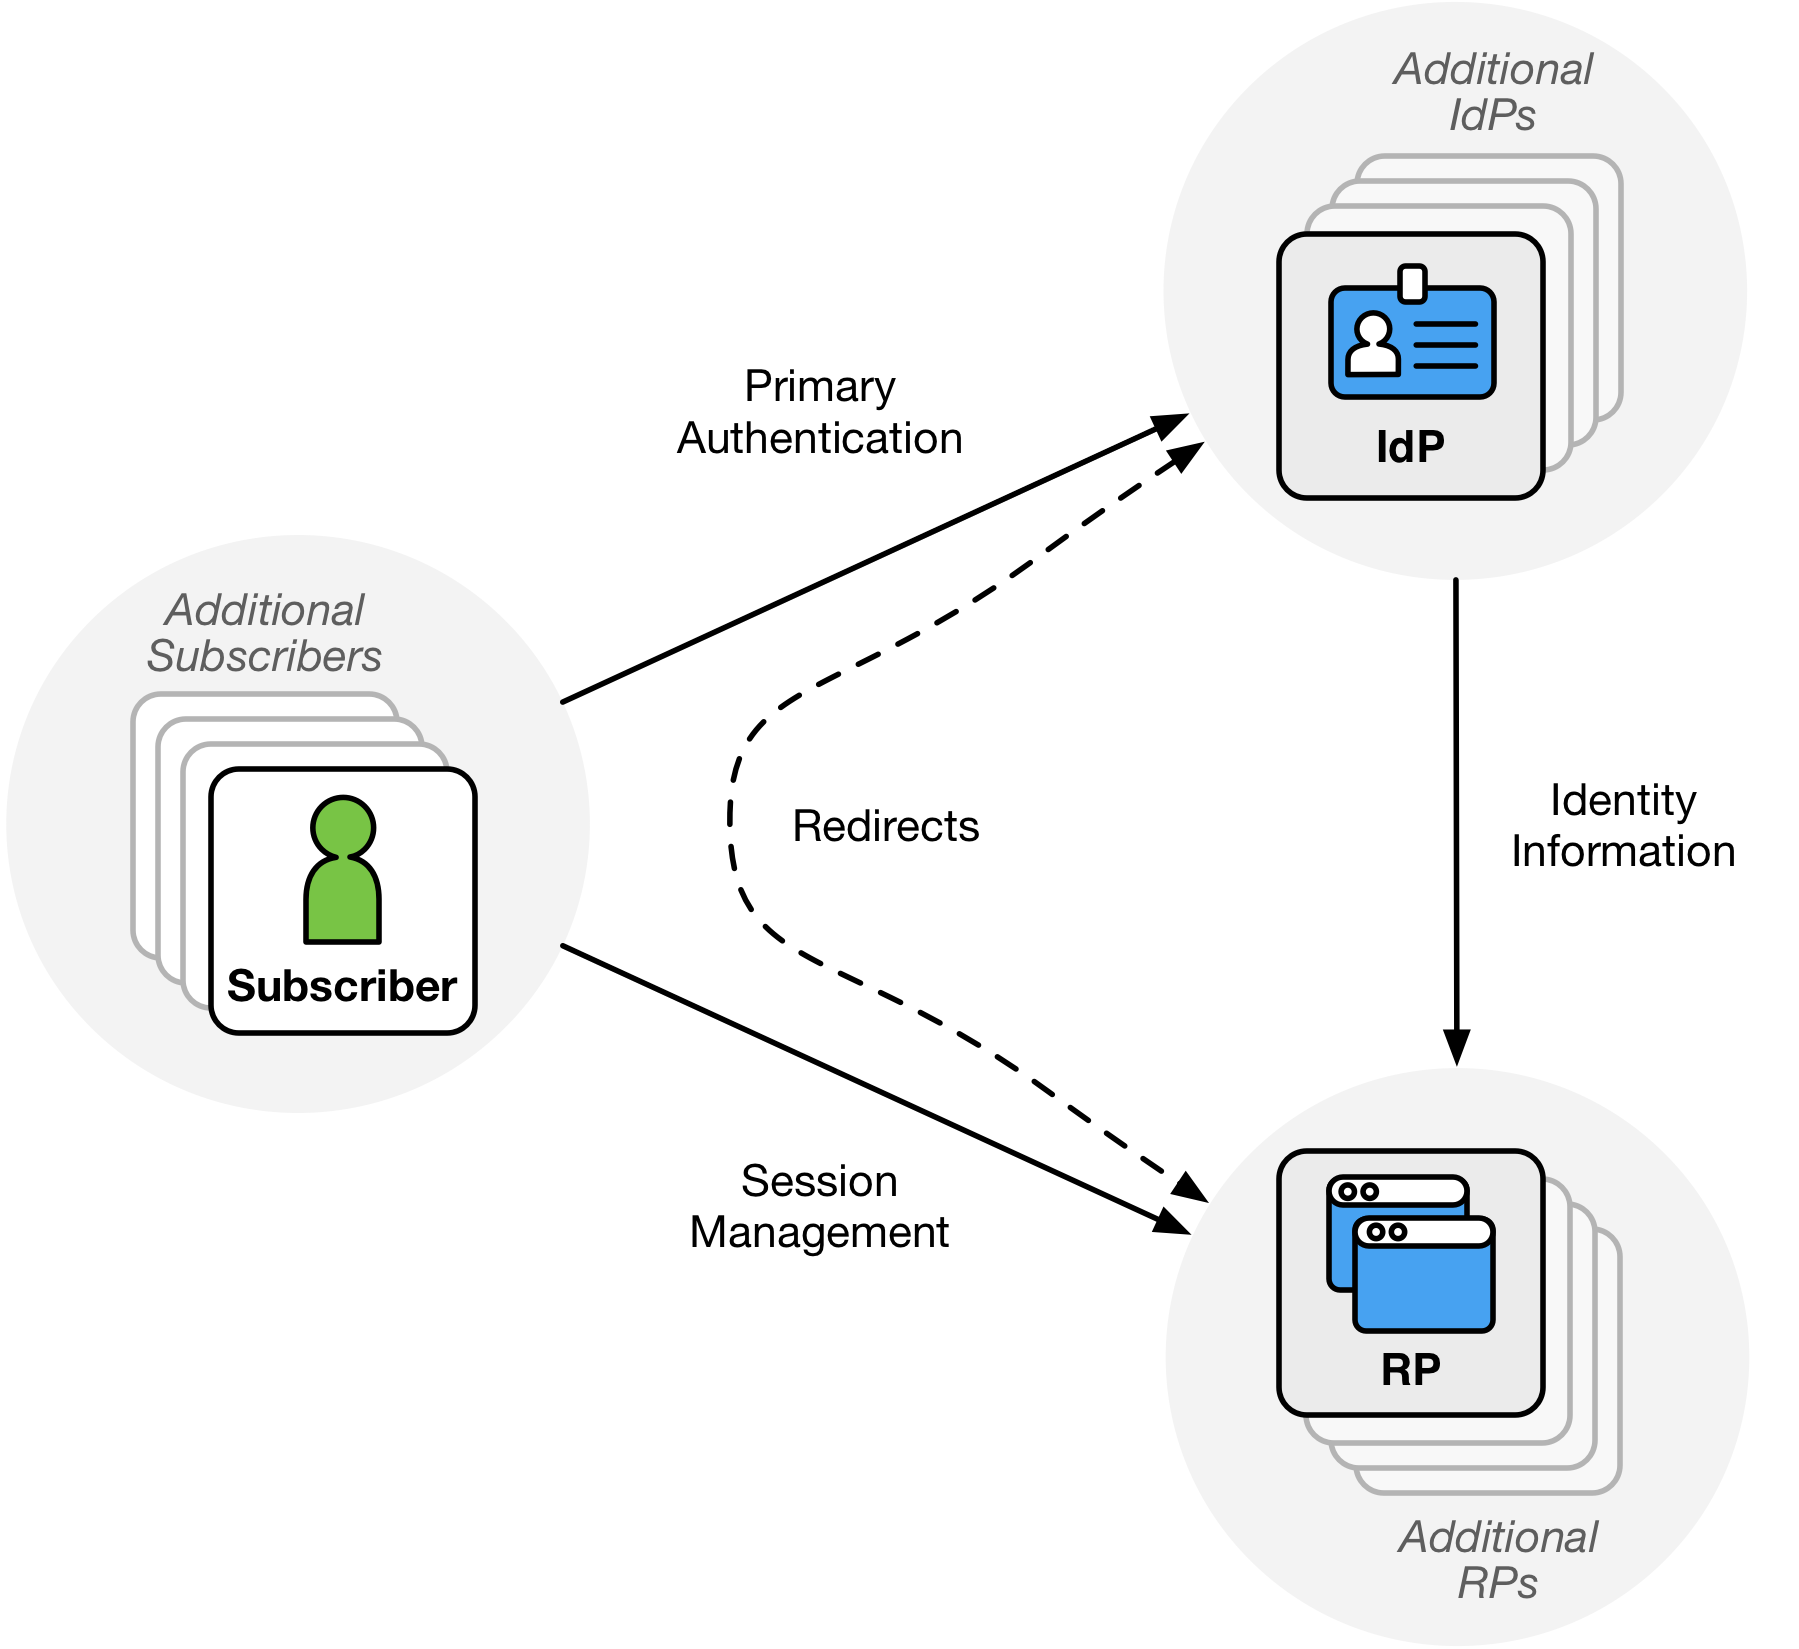 Additional
IdPs
IdP
Primary
Authentication
Additional
Subscribers
Subscriber
Redirects
Identity
Information
Session
Management
RP
Additional
RPs